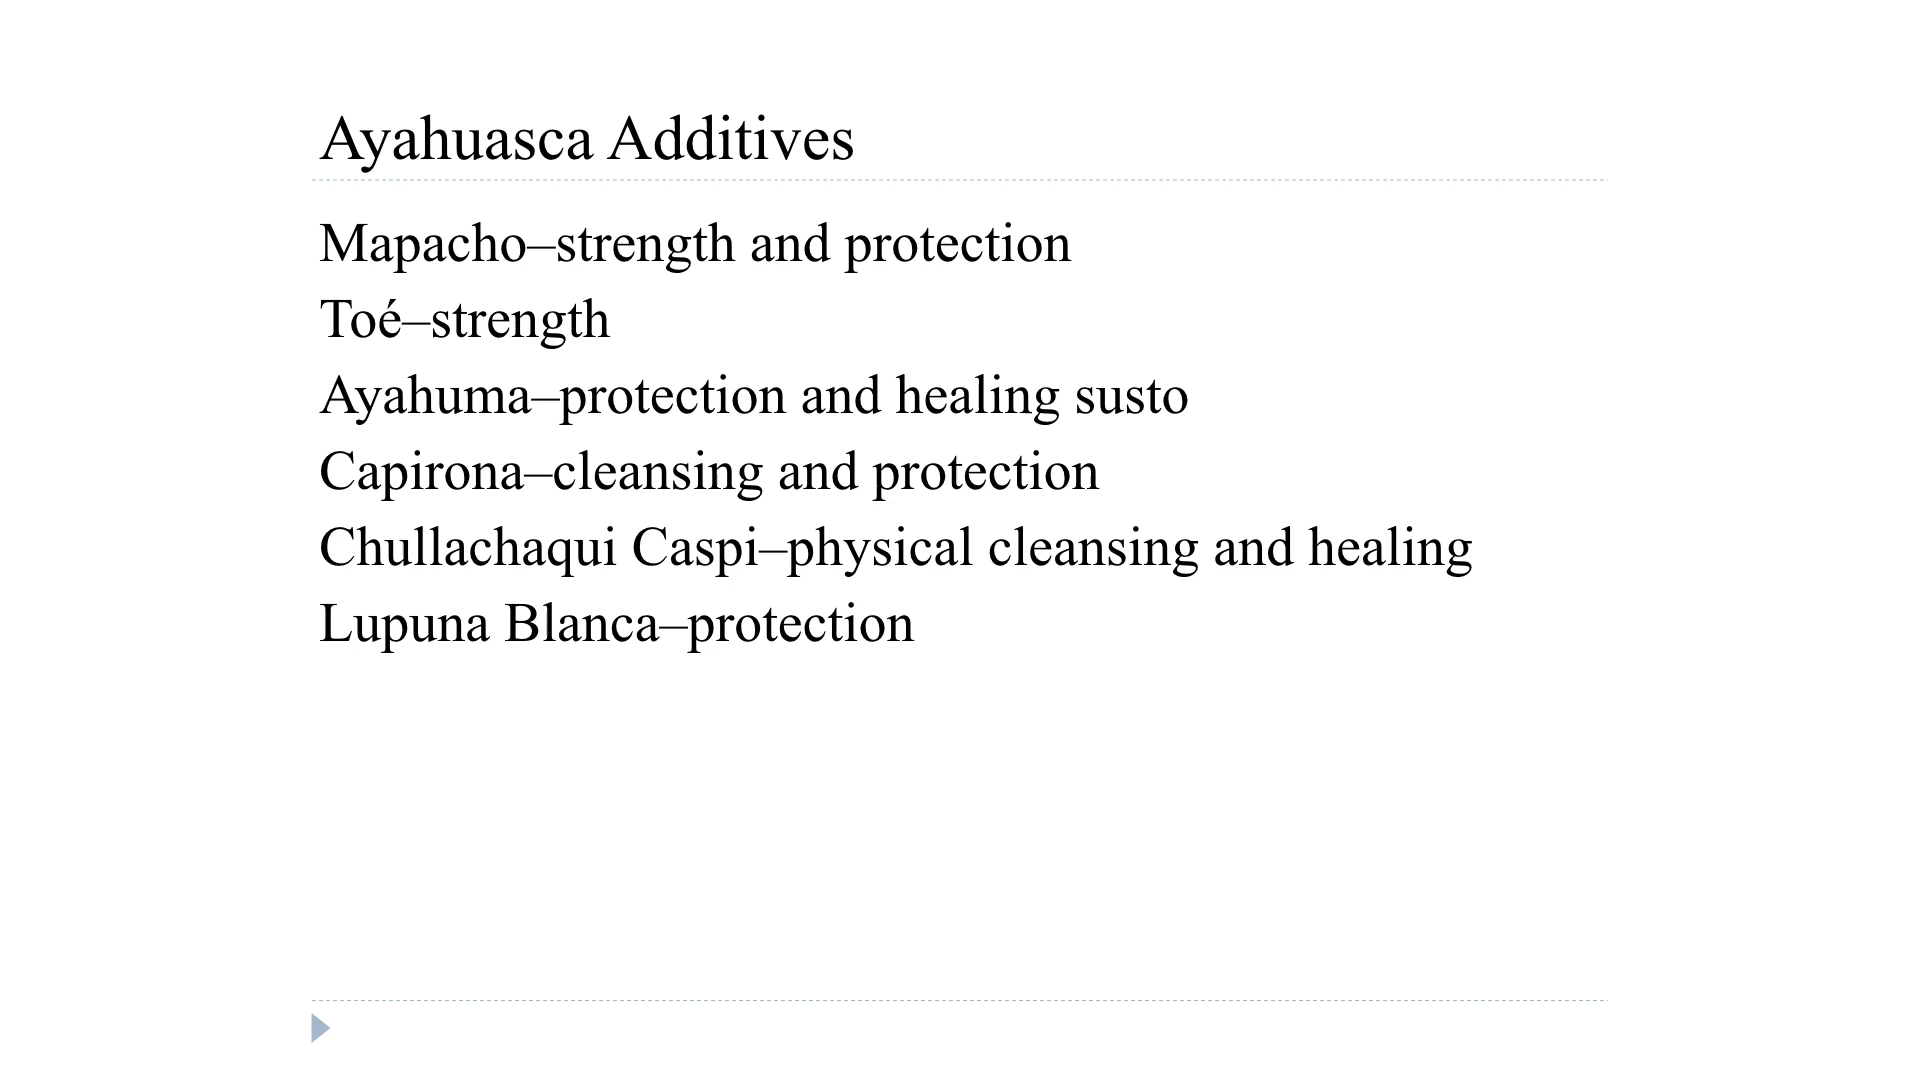 Ayahuasca Additives
Mapacho–strength and protection
Toé–strength
Ayahuma–protection and healing susto
Capirona–cleansing and protection
Chullachaqui Caspi–physical cleansing and healing
Lupuna Blanca–protection